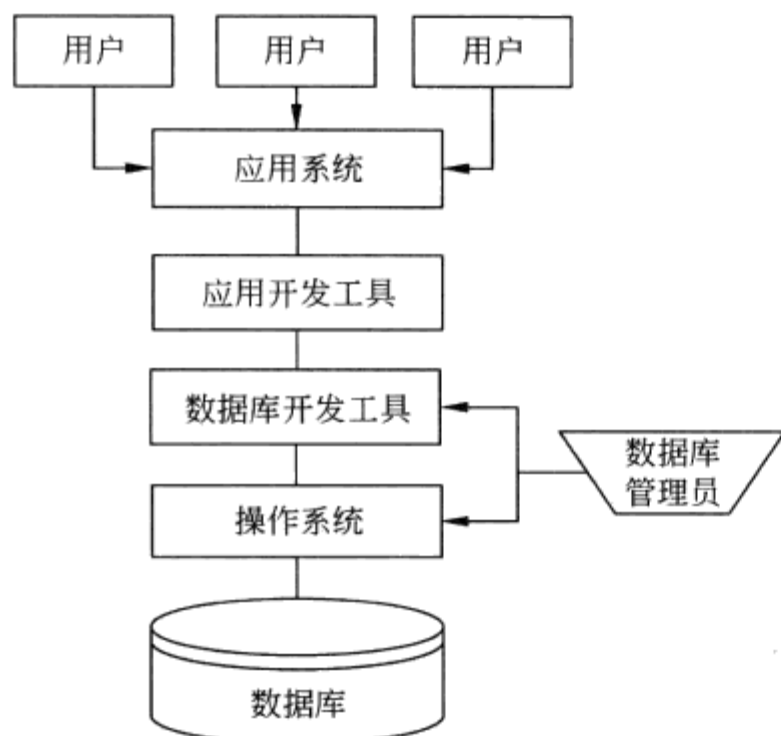 用户
用户
用户
应用系统
应用开发工具
数据库开发工具
数据库
管理员
操作系统
数据库